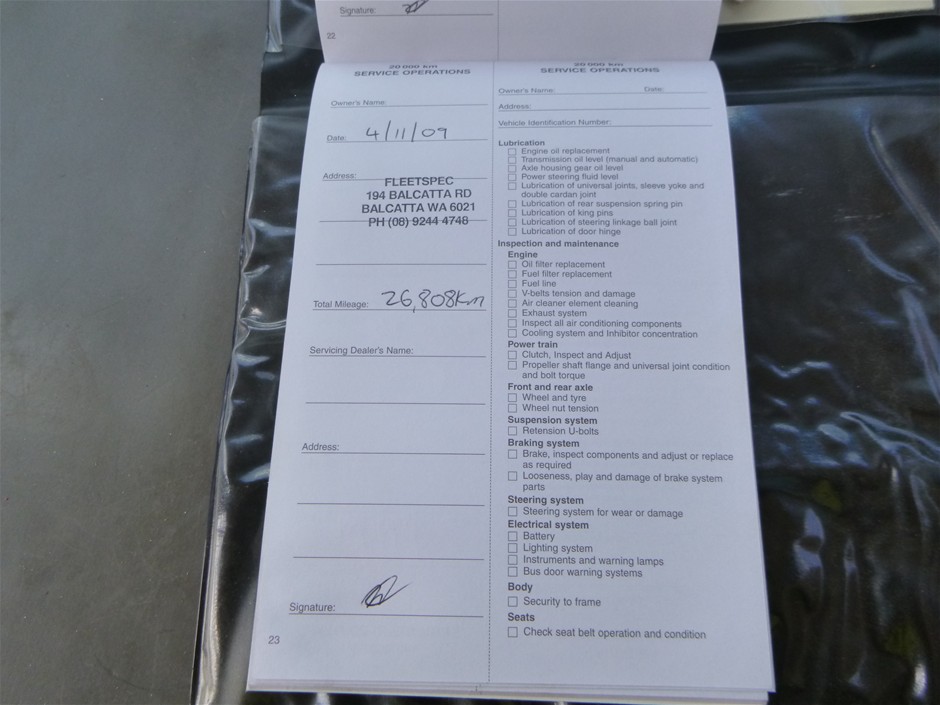 Signature:
22
20 000 km
SERVICE OPERATIONS
Owner's Name:
Date: 4/11/09
Address:
FLEETSPEC
194 BALCATTA RD
BALCATTA WA 6021
PH (08) 9244 4748
Total Mileage: 26,808km
Servicing Dealer's Name:
Address:
Signature:
23
20 000 km
SERVICE OPERATIONS
Owner's Name: Date:
Address:
Vehicle Identification Number:
Lubrication
Engine oil replacement
Transmission oil level (manual and automatic)
Axle housing gear oil level
Power steering fluid level
Lubrication of universal joints, sleeve yoke and
double cardan joint
Lubrication of rear suspension spring pin
Lubrication of king pins
Lubrication of steering linkage ball joint
Lubrication of door hinge
Inspection and maintenance
Engine
Oil filter replacement
Fuel filter replacement
Fuel line
V-belts tension and damage
Air cleaner element cleaning
Exhaust system
Inspect all air conditioning components
Cooling system and Inhibitor concentration
Power train
Clutch, Inspect and Adjust
Propeller shaft flange and universal joint condition
and bolt torque
Front and rear axle
Wheel and tyre
Wheel nut tension
Suspension system
Retension U-bolts
Braking system
Brake, inspect components and adjust or replace
as required
Looseness, play and damage of brake system
parts
Steering system
Steering system for wear or damage
Electrical system
Battery
Lighting system
Instruments and warning lamps
Bus door warning systems
Body
Security to frame
Seats
Check seat belt operation and condition